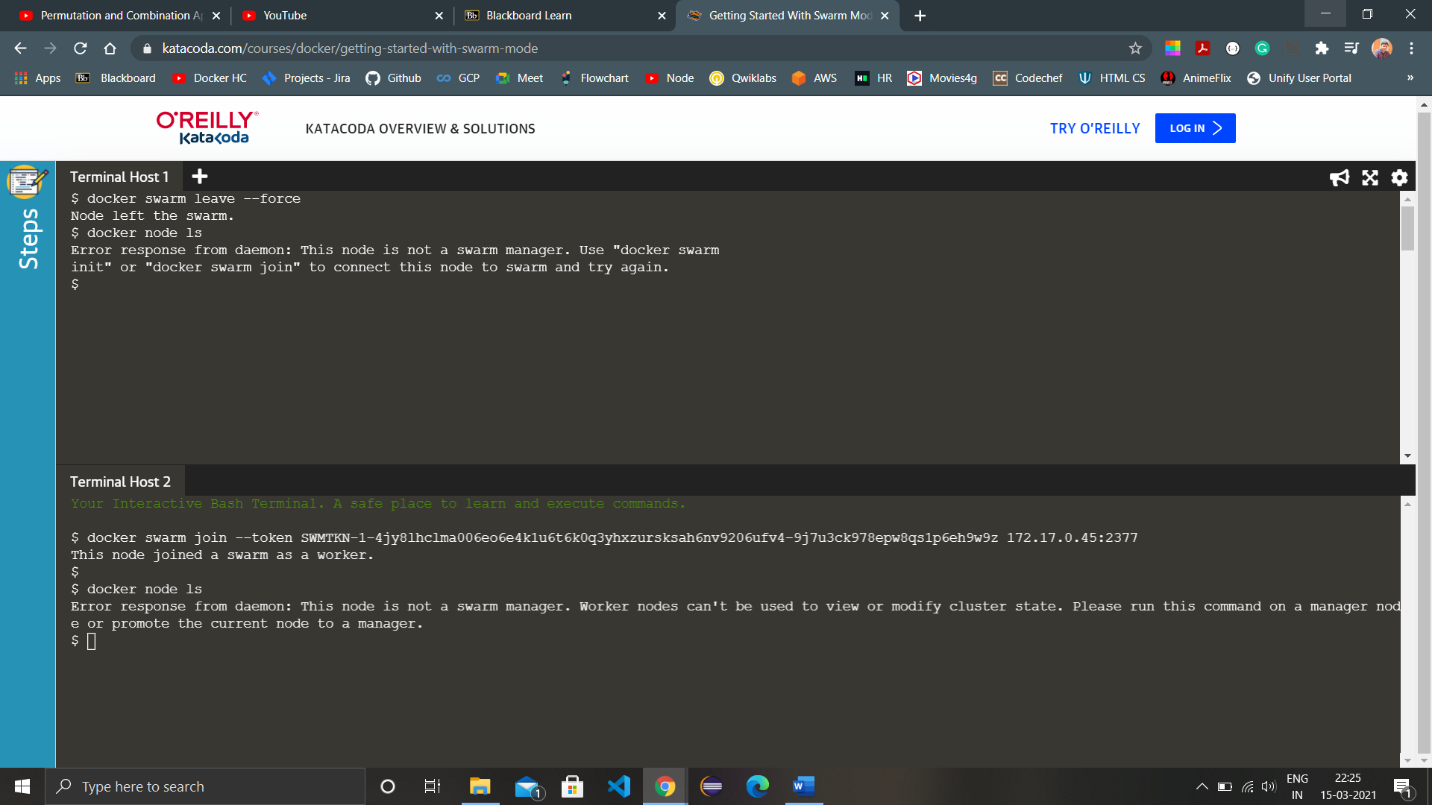 Permutation and Combination A
YouTube
Blackboard Learn
Getting Started With Swarm Mod
katacoda.com/courses/docker/getting-started-with-swarm-mode
Apps
Bb Blackboard
Docker HC
Projects - Jira
Github
GCP
Meet
Flowchart
Node
Qwiklabs
AWS
HR
Movies4g
CC Codechef
HTML CS
AnimeFlix
Unify User Portal
»
O'REILLY®
Katacoda
KATACODA OVERVIEW & SOLUTIONS
TRY O'REILLY
LOG IN
Steps
Terminal Host 1
$ docker swarm leave --force
Node left the swarm.
$ docker node ls
Error response from daemon: This node is not a swarm manager. Use "docker swarm
init" or "docker swarm join" to connect this node to swarm and try again.
$
Terminal Host 2
Your Interactive Bash Terminal. A safe place to learn and execute commands.
$ docker swarm join --token SWMTKN-1-4jy8lhclma006eo6e4k1u6t6k0q3yhxzursksah6nv9206ufv4-9j7u3ck978epw8qs1p6eh9w9z 172.17.0.45:2377
This node joined a swarm as a worker.
$
$ docker node ls
Error response from daemon: This node is not a swarm manager. Worker nodes can't be used to view or modify cluster state. Please run this command on a manager nod
e or promote the current node to a manager.
$
Type here to search
1
ENG
IN
22:25
15-03-2021
1